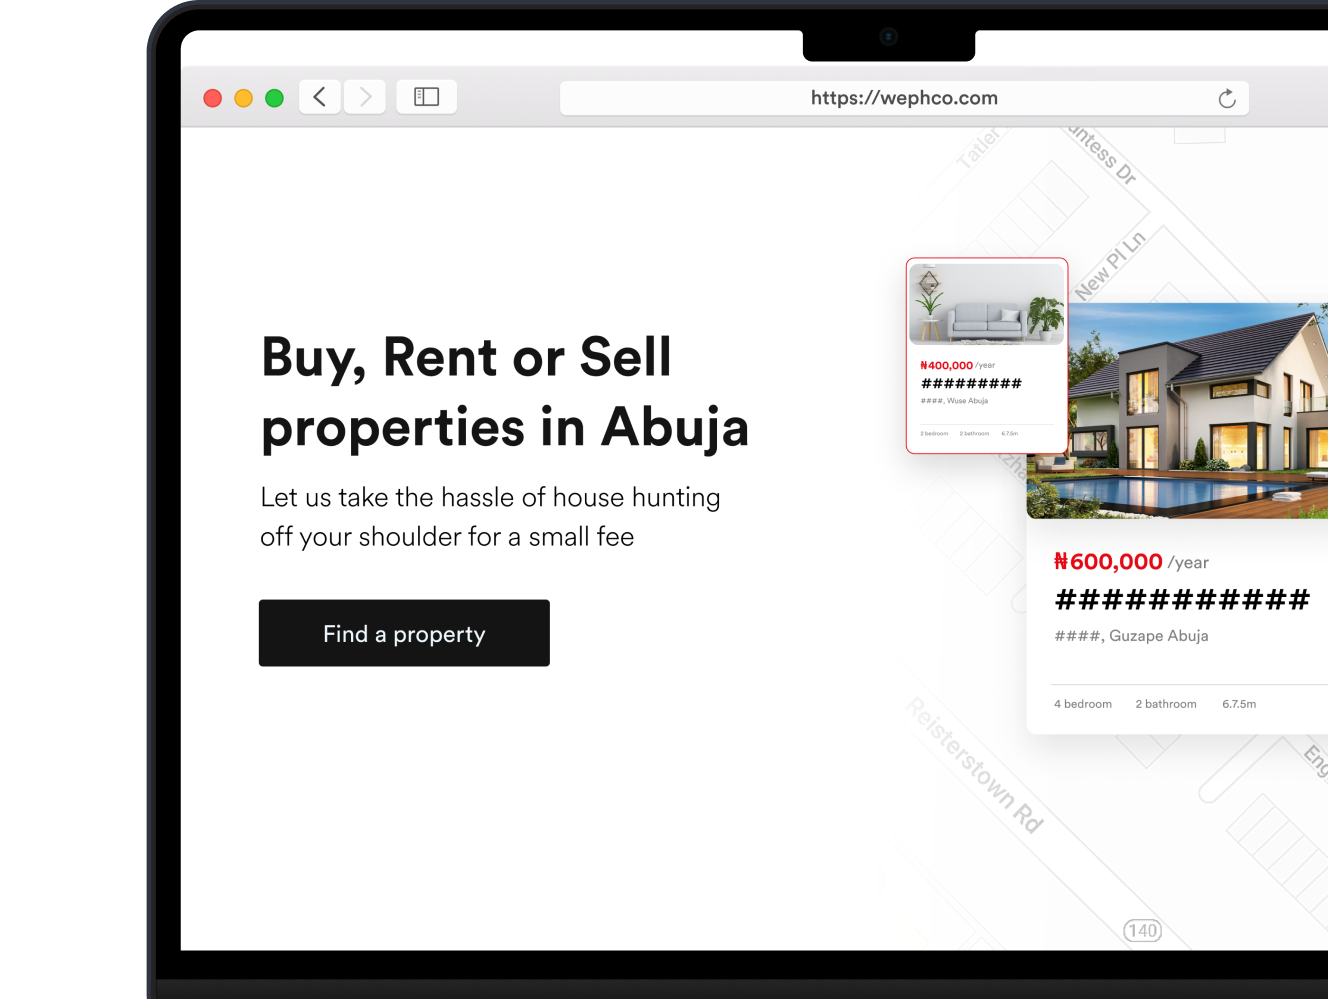 https://wephco.com
Tatler
untess Dr
New Pl Ln
Buy, Rent or Sell
properties in Abuja
Let us take the hassle of house hunting
off your shoulder for a small fee
Find a property
₦400,000 /year
#########
####, Wuse Abuja
2 bedroom 2 bathroom 6.7.5m
₦600,000 /year
###########
####, Guzape Abuja
4 bedroom 2 bathroom 6.7.5m
Reisterstown Rd
Eng
140